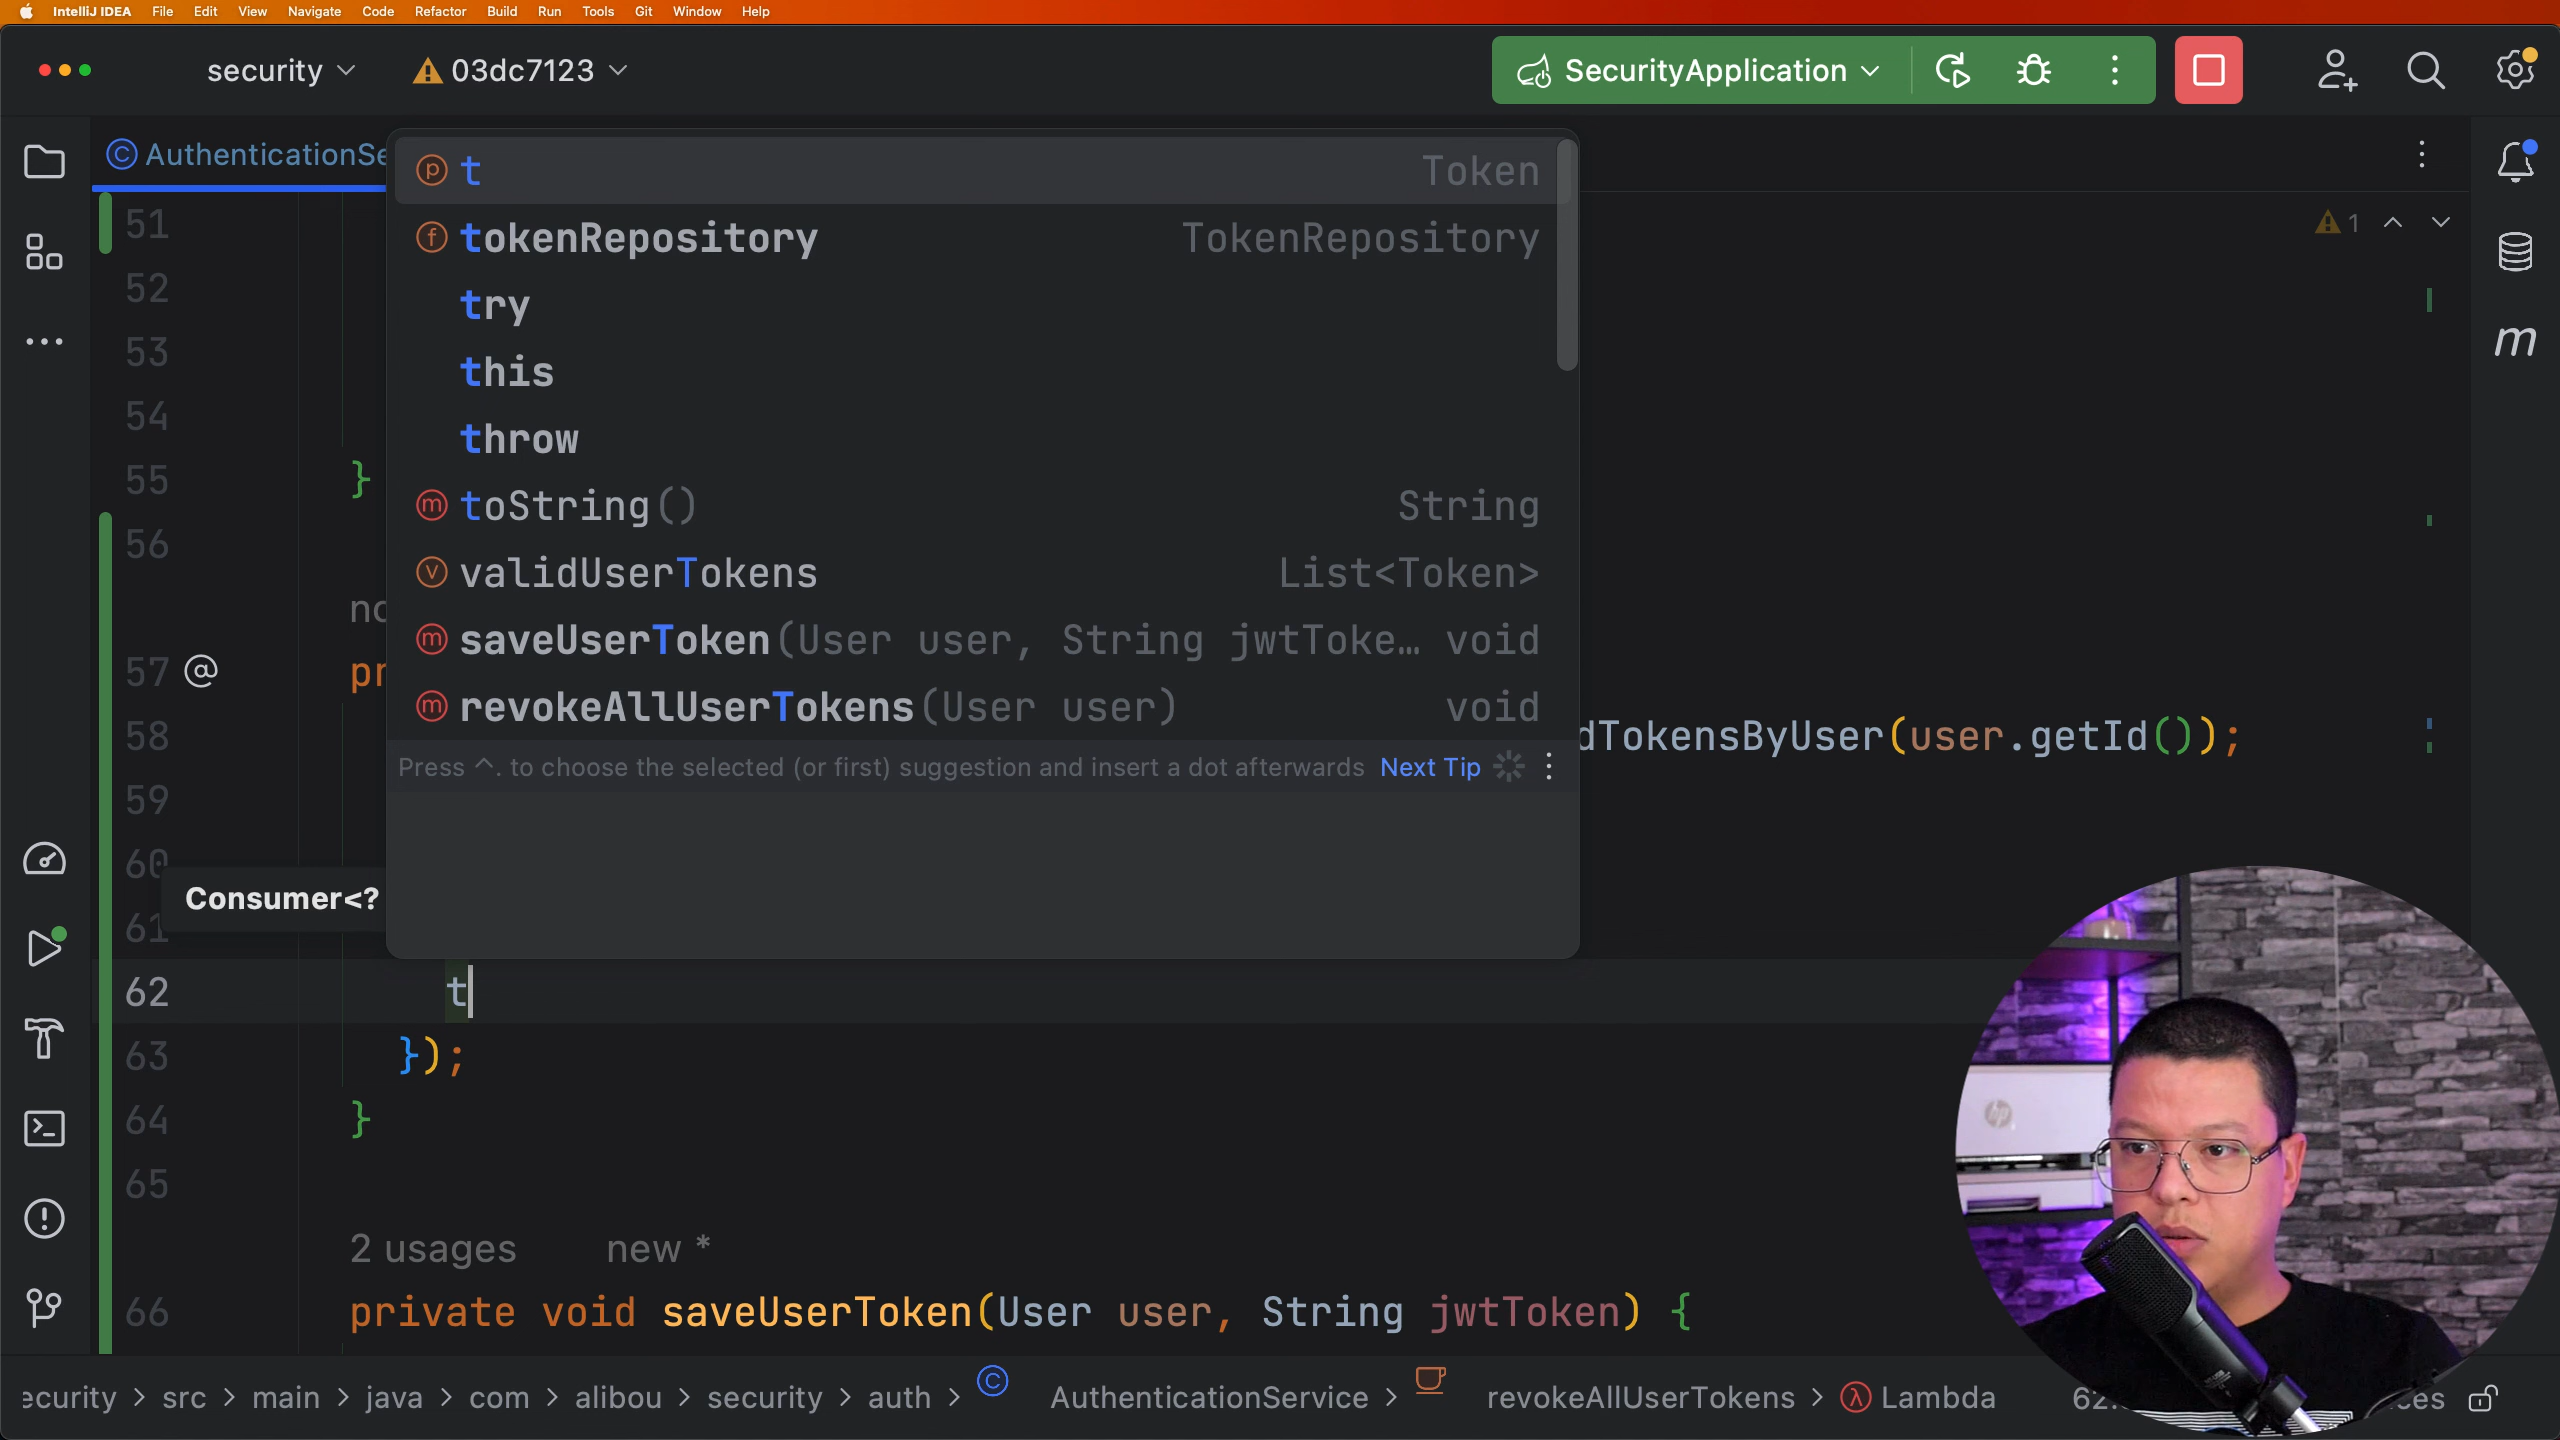 IntelliJ IDEA File Edit View Navigate Code Refactor Build Run Tools Git Window Help
security 03dc7123 SecurityApplication
AuthenticationSe
t Token
tokenRepository TokenRepository
try
this
throw
toString() String
validUserTokens List<Token>
saveUserToken(User user, String jwtToke… void
revokeAllUserTokens(User user) void
Press ^. to choose the selected (or first) suggestion and insert a dot afterwards Next Tip
1
51
52
53
54
55 }
56
no
57 @ pr
58 dTokensByUser(user.getId());
59
60
Consumer<?
61
62 t
63 });
64 }
65
2 usages new *
66 private void saveUserToken(User user, String jwtToken) {
m
hp
ecurity > src > main > java > com > alibou > security > auth > AuthenticationService > revokeAllUserTokens > Lambda